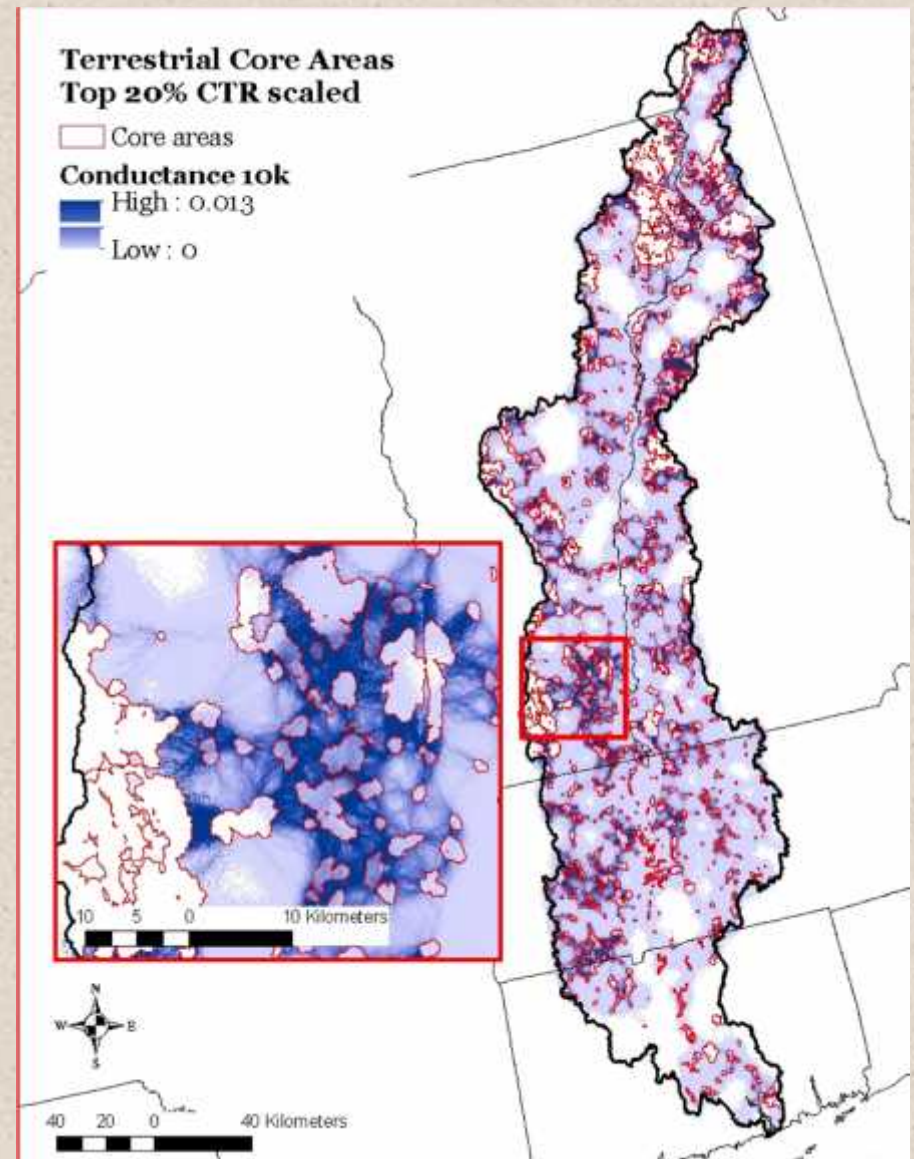 Terrestrial Core Areas
Top 20% CTR scaled
Core areas
Conductance 10k
High : 0.013
Low : 0
10 5 0 10 Kilometers
N
W E
S
40 20 0 40 Kilometers